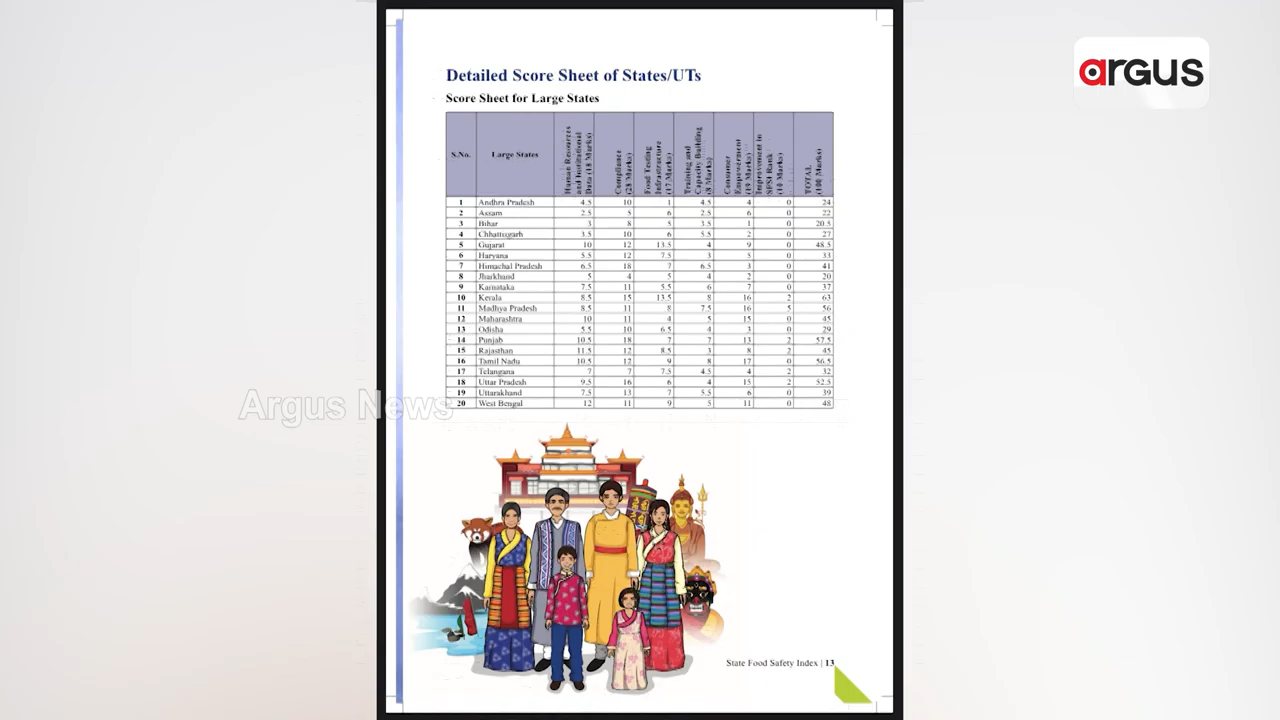 argus
Detailed Score Sheet of States/UTs
Score Sheet for Large States
S.No. Large States Human Resources and Institutional Data (18 Marks) Compliance (28 Marks) Food Testing Infrastructure (17 Marks) Training and Capacity Building (8 Marks) Consumer Empowerment (19 Marks) Improvement in SFSI Rank (10 Marks) TOTAL (100 Marks)
1 Andhra Pradesh 4.5 10 1 4.5 4 0 24
2 Assam 2.5 5 6 2.5 6 0 22
3 Bihar 3 8 5 3.5 1 0 20.5
4 Chhattisgarh 3.5 10 6 5.5 2 0 27
5 Gujarat 10 12 13.5 4 9 0 48.5
6 Haryana 5.5 12 7.5 3 5 0 33
7 Himachal Pradesh 6.5 18 7 6.5 3 0 41
8 Jharkhand 5 4 5 4 2 0 20
9 Karnataka 7.5 11 5.5 6 7 0 37
10 Kerala 8.5 15 13.5 8 16 2 63
11 Madhya Pradesh 8.5 11 8 7.5 16 5 56
12 Maharashtra 10 11 4 5 15 0 45
13 Odisha 5.5 10 6.5 4 3 0 29
14 Punjab 10.5 18 7 7 13 2 57.5
15 Rajasthan 11.5 12 8.5 3 8 2 45
16 Tamil Nadu 10.5 12 9 8 17 0 56.5
17 Telangana 7 7 7.5 4.5 4 2 32
18 Uttar Pradesh 9.5 16 6 4 15 2 52.5
19 Uttarakhand 7.5 13 7 5.5 6 0 39
20 West Bengal 12 11 9 5 11 0 48
Argus News
State Food Safety Index | 13